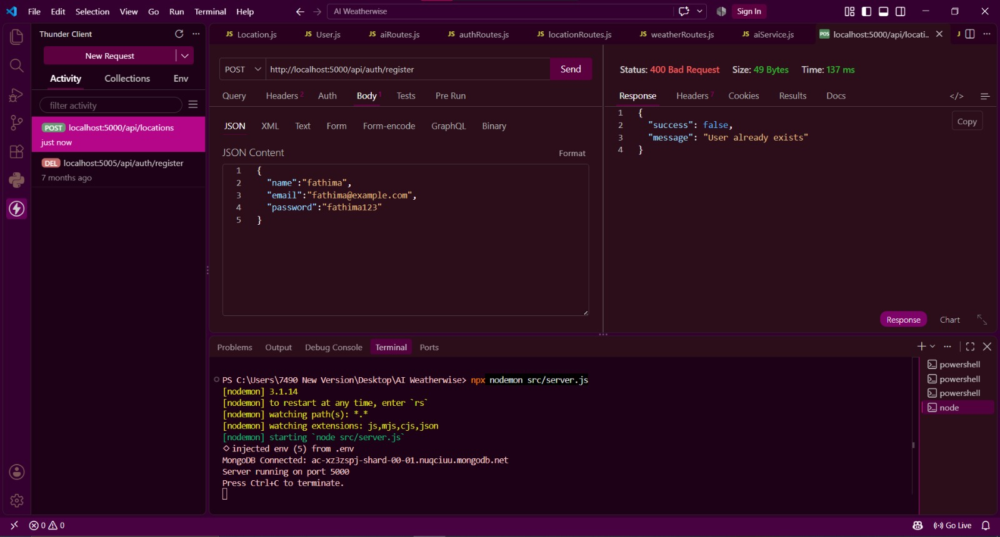 File Edit Selection View Go Run Terminal Help
AI Weatherwise
Sign In
Thunder Client
New Request
Activity Collections Env
filter activity
POST localhost:5000/api/locations
just now
DEL localhost:5005/api/auth/register
7 months ago
JS Location.js JS User.js JS aiRoutes.js JS authRoutes.js JS locationRoutes.js JS weatherRoutes.js JS aiService.js POS localhost:5000/api/locati.. J
POST http://localhost:5000/api/auth/register Send
Query Headers 2 Auth Body 1 Tests Pre Run
JSON XML Text Form Form-encode GraphQL Binary
JSON Content Format
1 {
2 "name":"fathima",
3 "email":"fathima@example.com",
4 "password":"fathima123"
5 }
Status: 400 Bad Request Size: 49 Bytes Time: 137 ms
Response Headers 7 Cookies Results Docs </>
1 {
2 "success": false,
3 "message": "User already exists"
4 }
Copy
Response Chart
Problems Output Debug Console Terminal Ports
PS C:\Users\7490 New Version\Desktop\AI Weatherwise> npx nodemon src/server.js
[nodemon] 3.1.14
[nodemon] to restart at any time, enter `rs`
[nodemon] watching path(s): *.*
[nodemon] watching extensions: js,mjs,cjs,json
[nodemon] starting `node src/server.js`
◇ injected env (5) from .env
MongoDB Connected: ac-xz3zspj-shard-00-01.nuqciuu.mongodb.net
Server running on port 5000
Press Ctrl+C to terminate.
powershell
powershell
powershell
node
0 0
Go Live